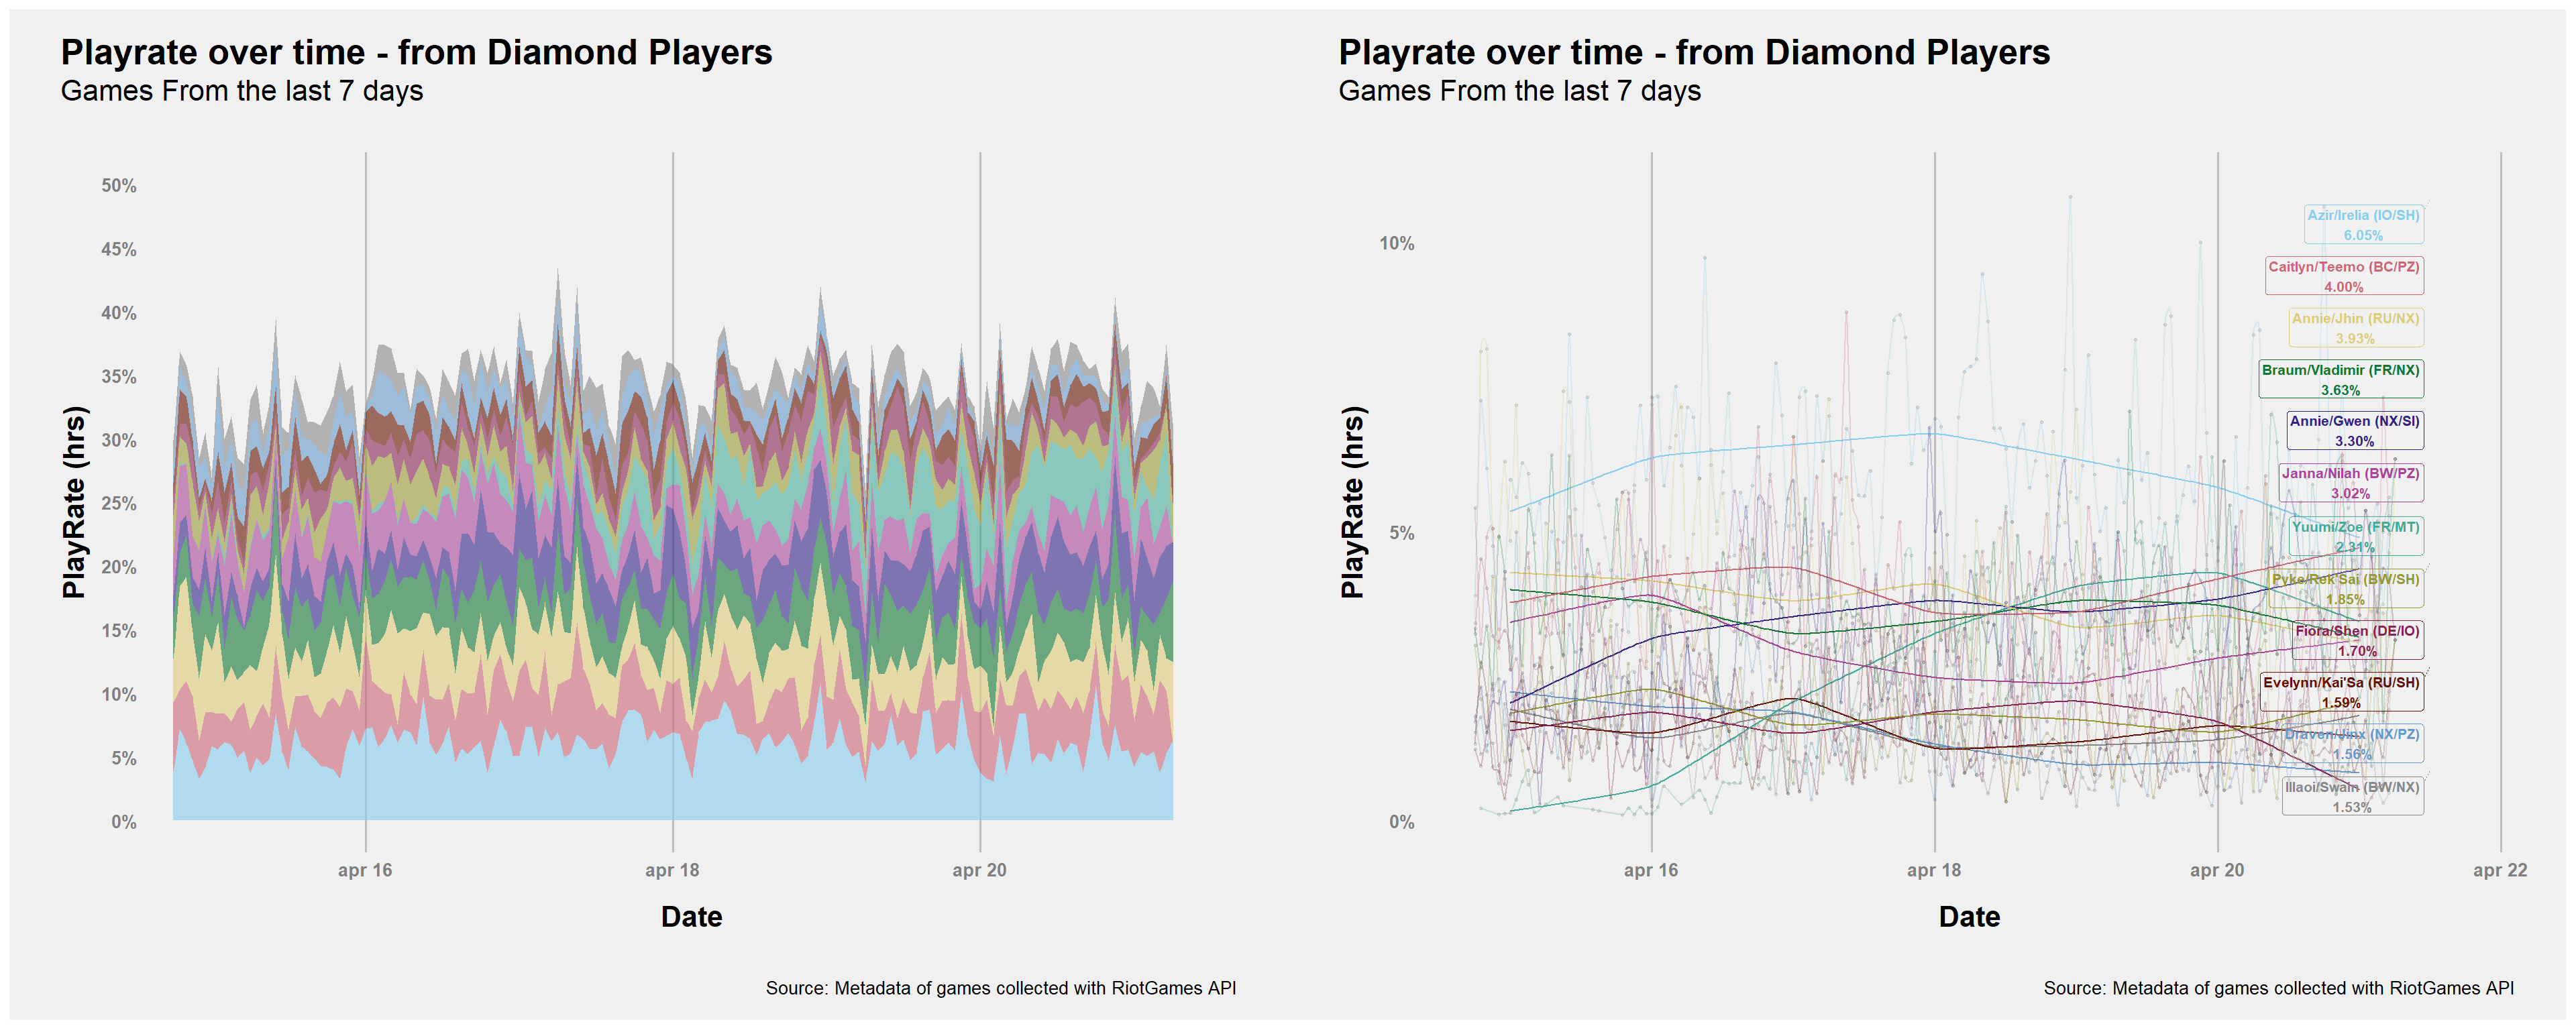 Playrate over time - from Diamond Players
Games From the last 7 days
50%
45%
40%
35%
30%
25%
20%
15%
10%
5%
0%
PlayRate (hrs)
apr 16
apr 18
apr 20
Date
Source: Metadata of games collected with RiotGames API
Playrate over time - from Diamond Players
Games From the last 7 days
10%
5%
0%
PlayRate (hrs)
Azir/Irelia (IO/SH)
6.05%
Caitlyn/Teemo (BC/PZ)
4.00%
Annie/Jhin (RU/NX)
3.93%
Braum/Vladimir (FR/NX)
3.63%
Annie/Gwen (NX/SI)
3.30%
Janna/Nilah (BW/PZ)
3.02%
Yuumi/Zoe (FR/MT)
2.31%
Pyke/Rek'Sai (BW/SH)
1.85%
Fiora/Shen (DE/IO)
1.70%
Evelynn/Kai'Sa (RU/SH)
1.59%
Draven/Jinx (NX/PZ)
1.56%
Illaoi/Swain (BW/NX)
1.53%
apr 16
apr 18
apr 20
apr 22
Date
Source: Metadata of games collected with RiotGames API